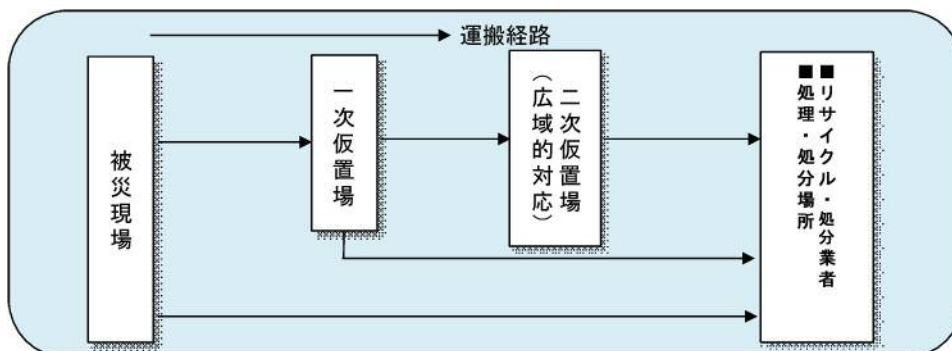 運搬経路
被災現場
一次仮置場
二次仮置場
（広域的対応）
■リサイクル・処分業者
■処理・処分場所